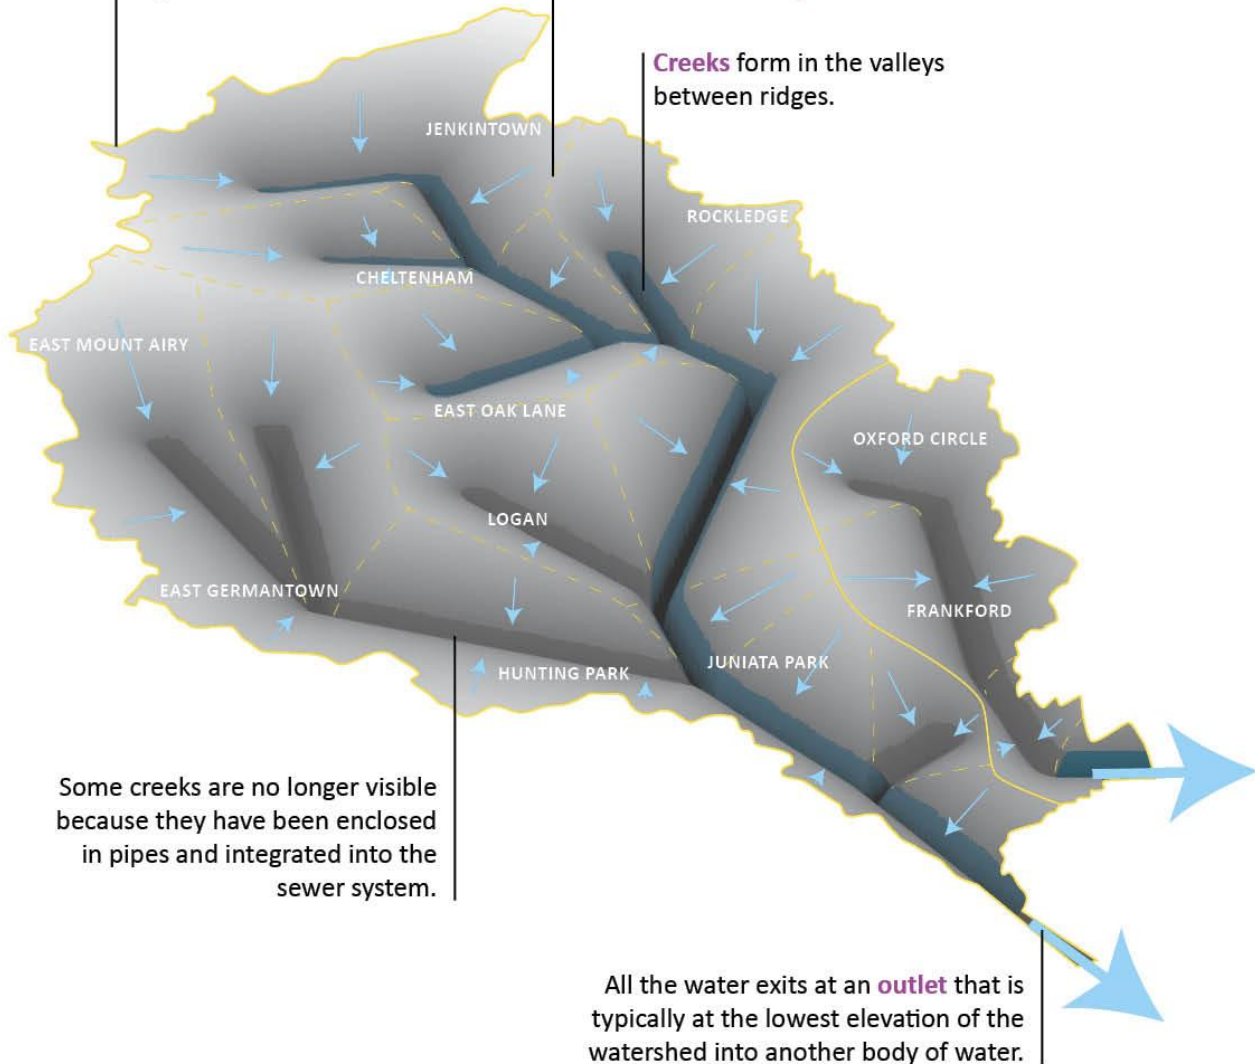 Creeks form in the valleys
between ridges.
JENKINTOWN
ROCKLEDGE
CHELTENHAM
EAST MOUNT AIRY
EAST OAK LANE
OXFORD CIRCLE
LOGAN
EAST GERMANTOWN
FRANKFORD
JUNIATA PARK
HUNTING PARK
Some creeks are no longer visible
because they have been enclosed
in pipes and integrated into the
sewer system.
All the water exits at an outlet that is
typically at the lowest elevation of the
watershed into another body of water.